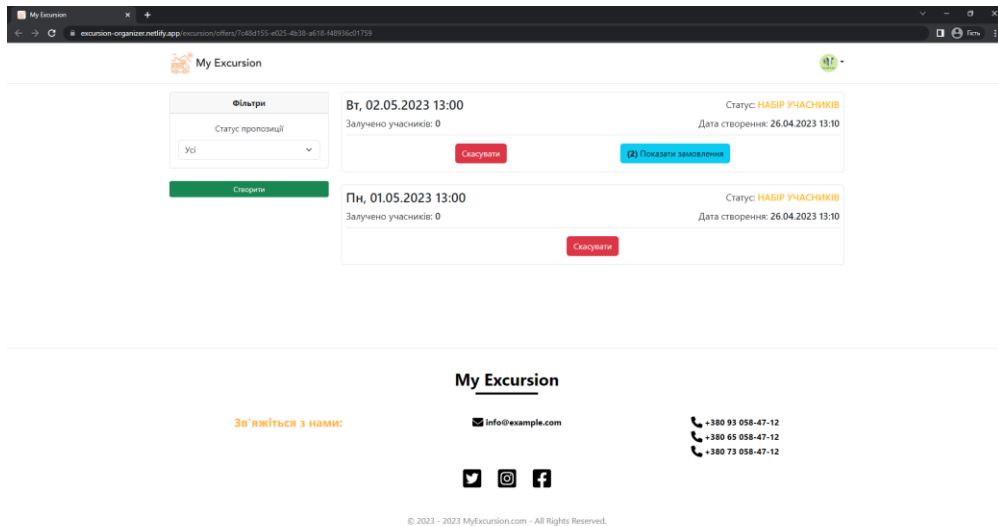 My Excursion
excursion-organizer.netlify.app/excursion/offers/7c48d155-e025-4b38-a618-f48936c01759
Гість
My Excursion
Фільтри
Статус пропозиції
Усі
Створити
Вт, 02.05.2023 13:00
Статус: НАБІР УЧАСНИКІВ
Залучено учасників: 0
Дата створення: 26.04.2023 13:10
Скасувати
(2) Показати замовлення
Пн, 01.05.2023 13:00
Статус: НАБІР УЧАСНИКІВ
Залучено учасників: 0
Дата створення: 26.04.2023 13:10
Скасувати
My Excursion
Зв'яжіться з нами:
info@example.com
+380 93 058-47-12
+380 65 058-47-12
+380 73 058-47-12
© 2023 - 2023 MyExcursion.com - All Rights Reserved.